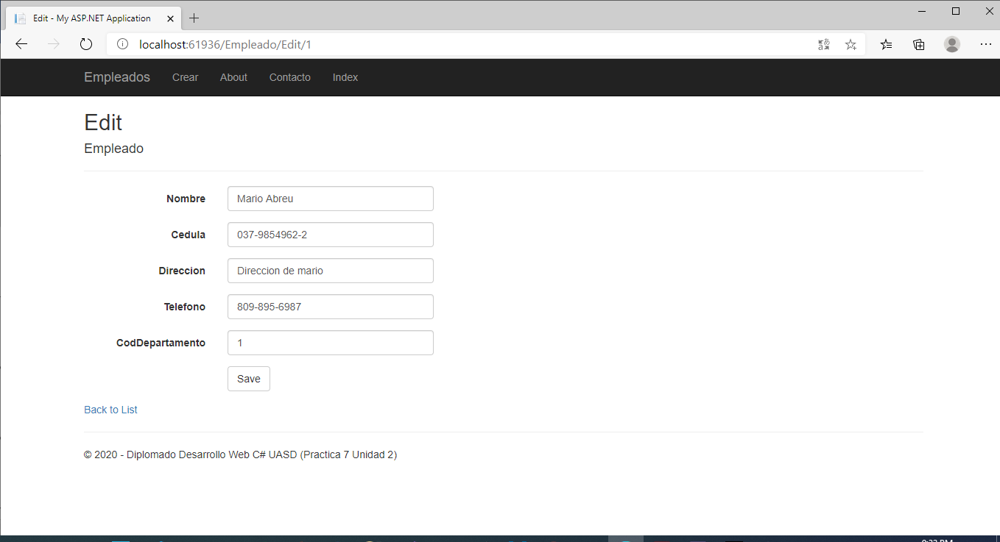 Edit - My ASP.NET Application
localhost:61936/Empleado/Edit/1
Empleados Crear About Contacto Index
Edit
Empleado
Nombre Mario Abreu
Cedula 037-9854962-2
Direccion Direccion de mario
Telefono 809-895-6987
CodDepartamento 1
Save
Back to List
© 2020 - Diplomado Desarrollo Web C# UASD (Practica 7 Unidad 2)